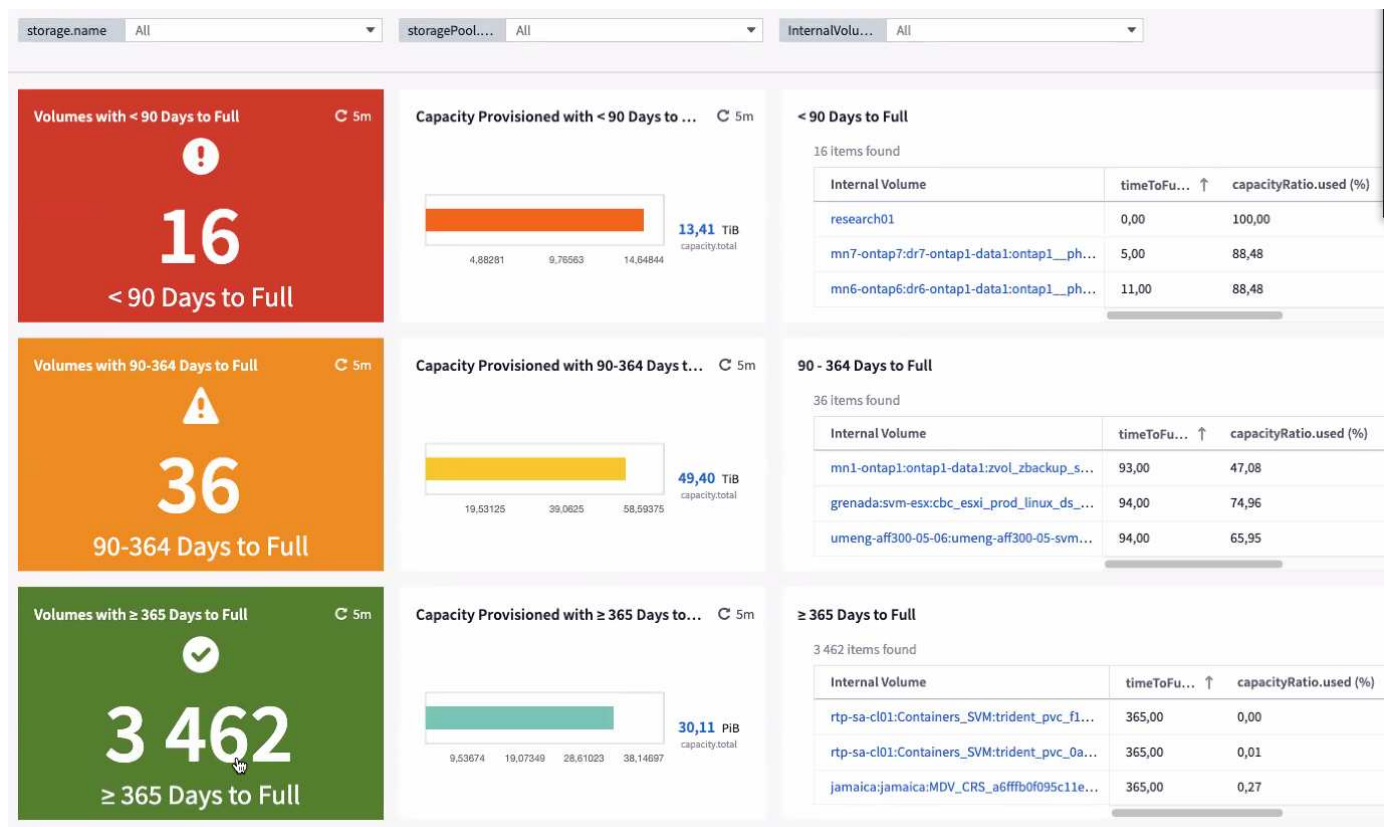 storage.name All storagePool.... All InternalVolu... All
Volumes with < 90 Days to Full 5m
16
< 90 Days to Full
Capacity Provisioned with < 90 Days to ... 5m
13,41 TiB
capacity.total
4,88281 9,76563 14,64844
< 90 Days to Full
16 items found
Internal Volume timeToFu... ↑ capacityRatio.used (%)
research01 0,00 100,00
mn7-ontap7:dr7-ontap1-data1:ontap1__ph... 5,00 88,48
mn6-ontap6:dr6-ontap1-data1:ontap1__ph... 11,00 88,48
Volumes with 90-364 Days to Full 5m
36
90-364 Days to Full
Capacity Provisioned with 90-364 Days t... 5m
49,40 TiB
capacity.total
19,53125 39,0625 58,59375
90 - 364 Days to Full
36 items found
Internal Volume timeToFu... ↑ capacityRatio.used (%)
mn1-ontap1:ontap1-data1:zvol_zbackup_s... 93,00 47,08
grenada:svm-esx:cbc_esxi_prod_linux_ds_... 94,00 74,96
umeng-aff300-05-06:umeng-aff300-05-svm... 94,00 65,95
Volumes with ≥ 365 Days to Full 5m
3 462
≥ 365 Days to Full
Capacity Provisioned with ≥ 365 Days to... 5m
30,11 PiB
capacity.total
9,53674 19,07349 28,61023 38,14697
≥ 365 Days to Full
3 462 items found
Internal Volume timeToFu... ↑ capacityRatio.used (%)
rtp-sa-cl01:Containers_SVM:trident_pvc_f1... 365,00 0,00
rtp-sa-cl01:Containers_SVM:trident_pvc_0a... 365,00 0,01
jamaica:jamaica:MDV_CRS_a6fffb0f095c11e... 365,00 0,27